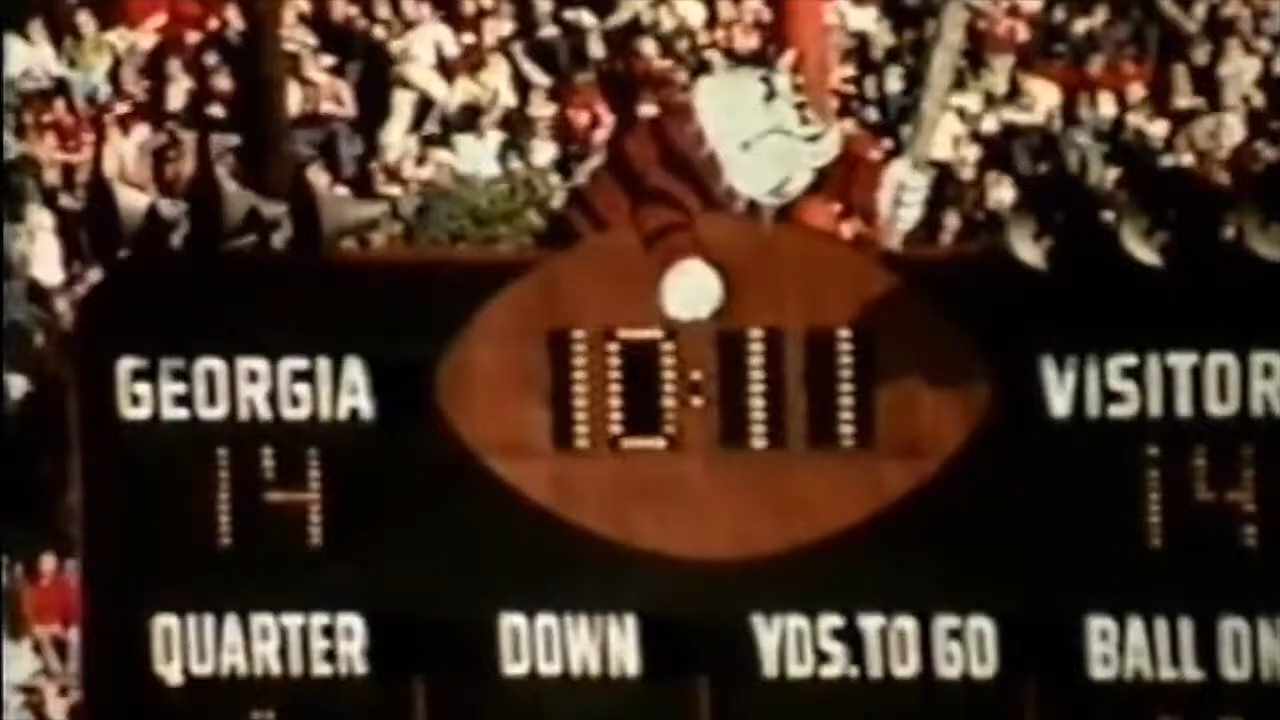 10:11
GEORGIA
VISITOR
14
14
QUARTER DOWN YDS.TO GO BALL ON